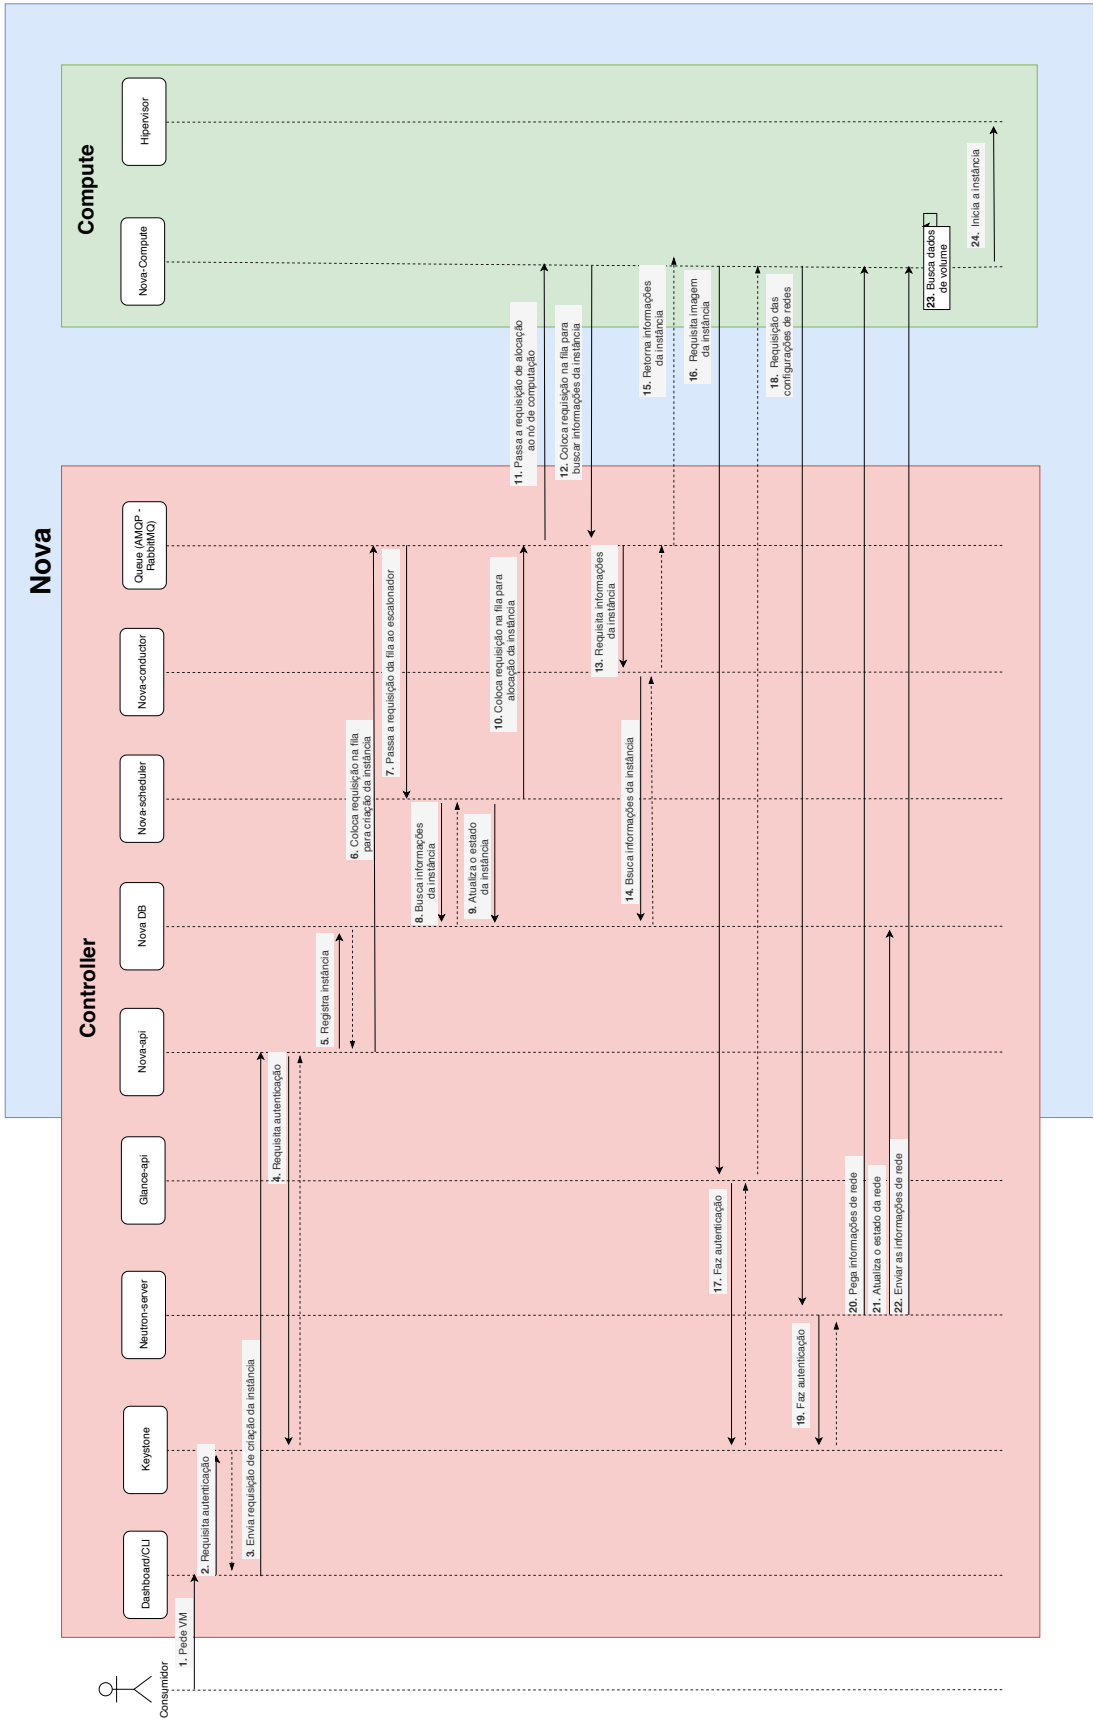 Nova
Controller
Compute
Consumidor
Dashboard/CLI
Keystone
Neutron-server
Glance-api
Nova-api
Nova DB
Nova-scheduler
Nova-conductor
Queue (AMQP -
RabbitMQ)
Nova-Compute
Hipervisor
1. Pede VM
2. Requisita autenticação
3. Envia requisição de criação da instância
4. Requisita autenticação
5. Registra instância
6. Coloca requisição na fila
para criação da instância
7. Passa a requisição da fila ao escalonador
8. Busca informações
da instância
9. Atualiza o estado
da instância
10. Coloca requisição na fila para
alocação da instância
11. Passa a requisição de alocação
ao nó de computação
12. Coloca requisição na fila para
buscar informações da instância
13. Requisita informações
da instância
14. Bsuca informações da instância
15. Retorna informações
da instância
16. Requisita imagem
da instância
17. Faz autenticação
18. Requisição das
configurações de redes
19. Faz autenticação
20. Pega informações de rede
21. Atualiza o estado da rede
22. Enviar as informações de rede
23. Busca dados
de volume
24. Inicia a instância